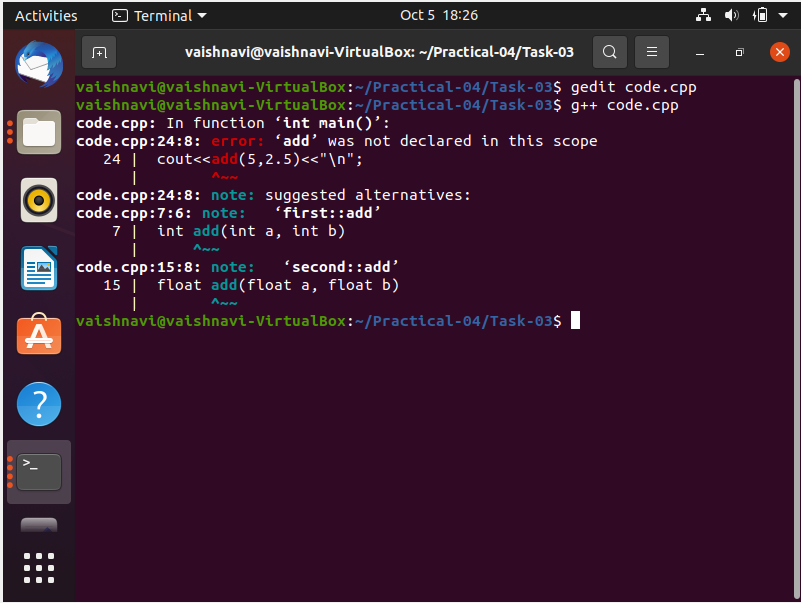 Activities Terminal Oct 5 18:26
vaishnavi@vaishnavi-VirtualBox: ~/Practical-04/Task-03
vaishnavi@vaishnavi-VirtualBox:~/Practical-04/Task-03$ gedit code.cpp
vaishnavi@vaishnavi-VirtualBox:~/Practical-04/Task-03$ g++ code.cpp
code.cpp: In function ‘int main()’:
code.cpp:24:8: error: ‘add’ was not declared in this scope
   24 |  cout<<add(5,2.5)<<"\n";
      |        ^~~
code.cpp:24:8: note: suggested alternatives:
code.cpp:7:6: note:   ‘first::add’
    7 |  int add(int a, int b)
      |      ^~~
code.cpp:15:8: note:   ‘second::add’
   15 |  float add(float a, float b)
      |        ^~~
vaishnavi@vaishnavi-VirtualBox:~/Practical-04/Task-03$